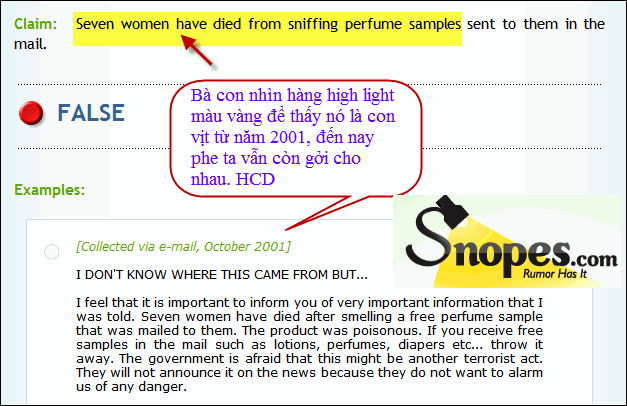 Claim: Seven women have died from sniffing perfume samples sent to them in the
mail.
FALSE
Bà con nhìn hàng high light
màu vàng để thấy nó là con
vịt từ năm 2001, đến nay
phe ta vẫn còn gởi cho
nhau. HCD
Examples:
Snopes.com
Rumor Has It
[Collected via e-mail, October 2001]
I DON'T KNOW WHERE THIS CAME FROM BUT...
I feel that it is important to inform you of very important information that I
was told. Seven women have died after smelling a free perfume sample
that was mailed to them. The product was poisonous. If you receive free
samples in the mail such as lotions, perfumes, diapers etc... throw it
away. The government is afraid that this might be another terrorist act.
They will not announce it on the news because they do not want to alarm
us of any danger.